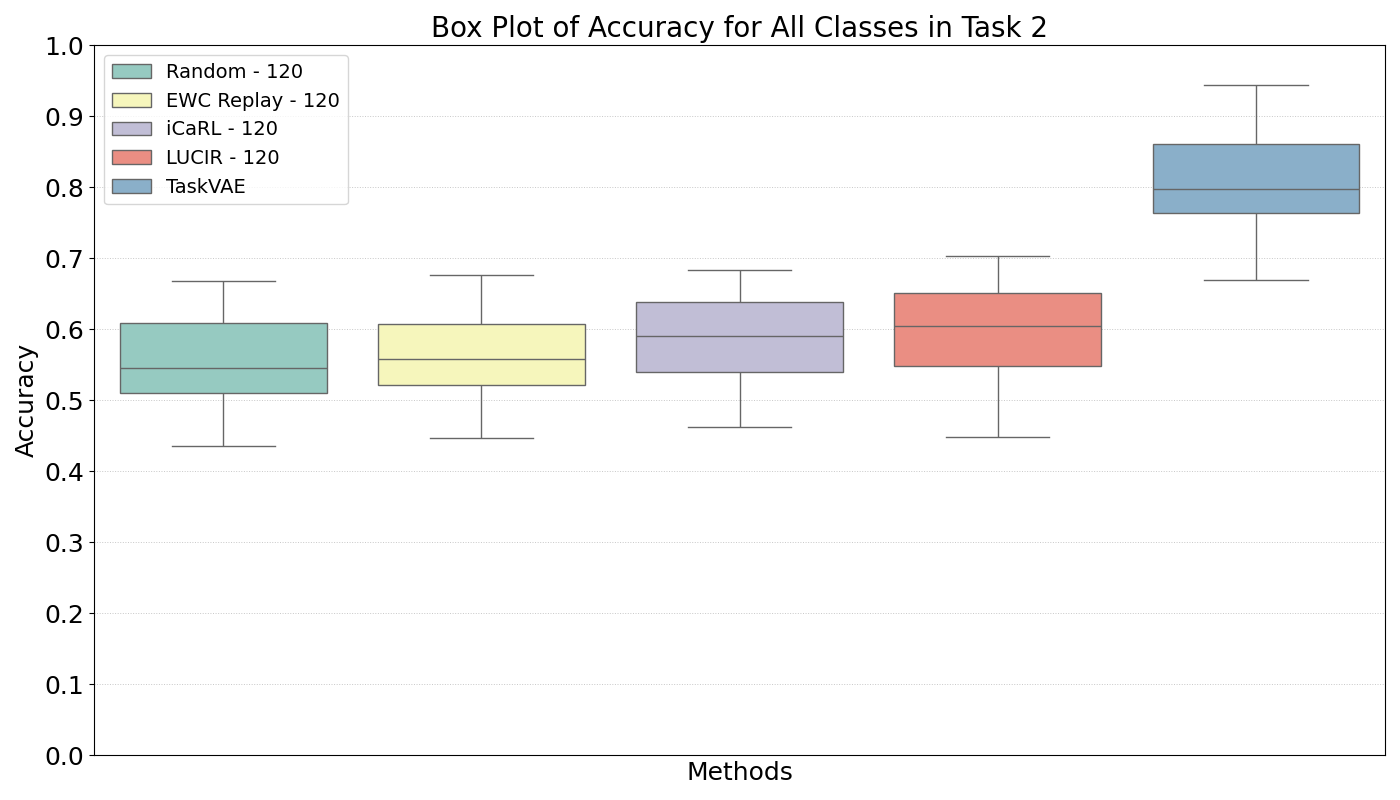 Box Plot of Accuracy for All Classes in Task 2
Accuracy
1.0
0.9
0.8
0.7
0.6
0.5
0.4
0.3
0.2
0.1
0.0
Random - 120
EWC Replay - 120
iCaRL - 120
LUCIR - 120
TaskVAE
Methods